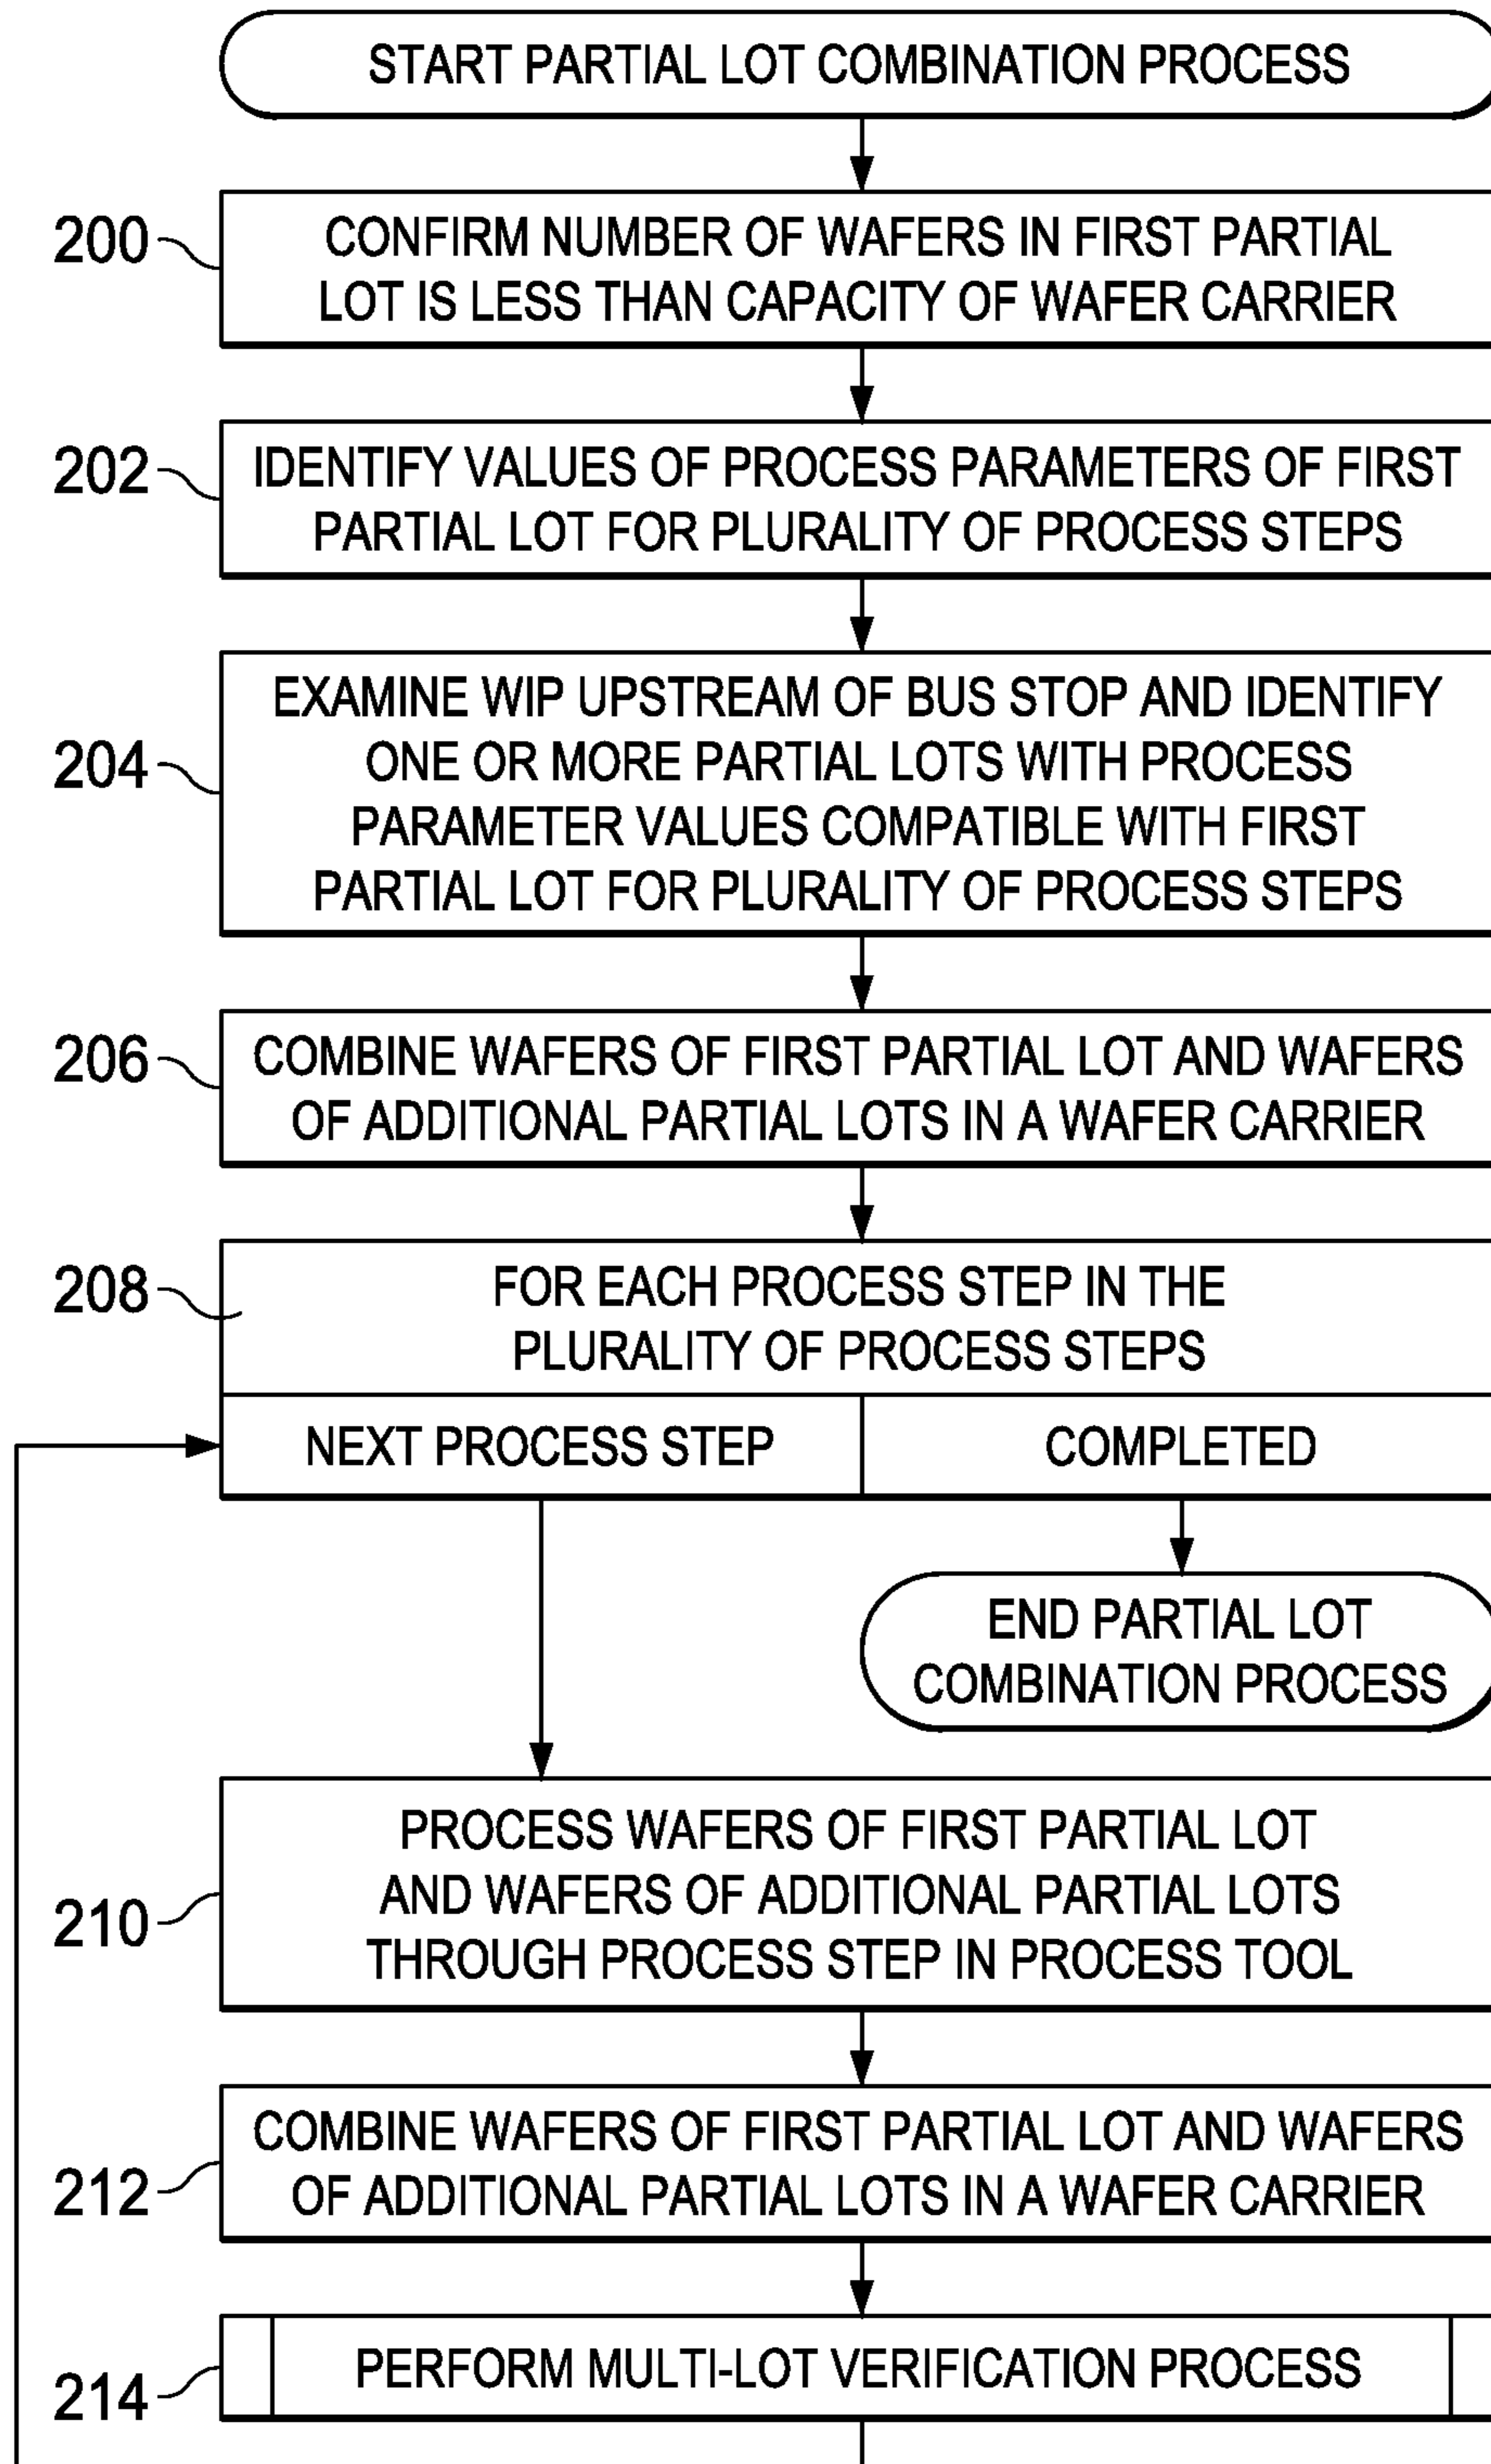 START PARTIAL LOT COMBINATION PROCESS
200
CONFIRM NUMBER OF WAFERS IN FIRST PARTIAL
LOT IS LESS THAN CAPACITY OF WAFER CARRIER
202
IDENTIFY VALUES OF PROCESS PARAMETERS OF FIRST
PARTIAL LOT FOR PLURALITY OF PROCESS STEPS
204
EXAMINE WIP UPSTREAM OF BUS STOP AND IDENTIFY
ONE OR MORE PARTIAL LOTS WITH PROCESS
PARAMETER VALUES COMPATIBLE WITH FIRST
PARTIAL LOT FOR PLURALITY OF PROCESS STEPS
206
COMBINE WAFERS OF FIRST PARTIAL LOT AND WAFERS
OF ADDITIONAL PARTIAL LOTS IN A WAFER CARRIER
208
FOR EACH PROCESS STEP IN THE
PLURALITY OF PROCESS STEPS
NEXT PROCESS STEP
COMPLETED
END PARTIAL LOT
COMBINATION PROCESS
210
PROCESS WAFERS OF FIRST PARTIAL LOT
AND WAFERS OF ADDITIONAL PARTIAL LOTS
THROUGH PROCESS STEP IN PROCESS TOOL
212
COMBINE WAFERS OF FIRST PARTIAL LOT AND WAFERS
OF ADDITIONAL PARTIAL LOTS IN A WAFER CARRIER
214
PERFORM MULTI-LOT VERIFICATION PROCESS